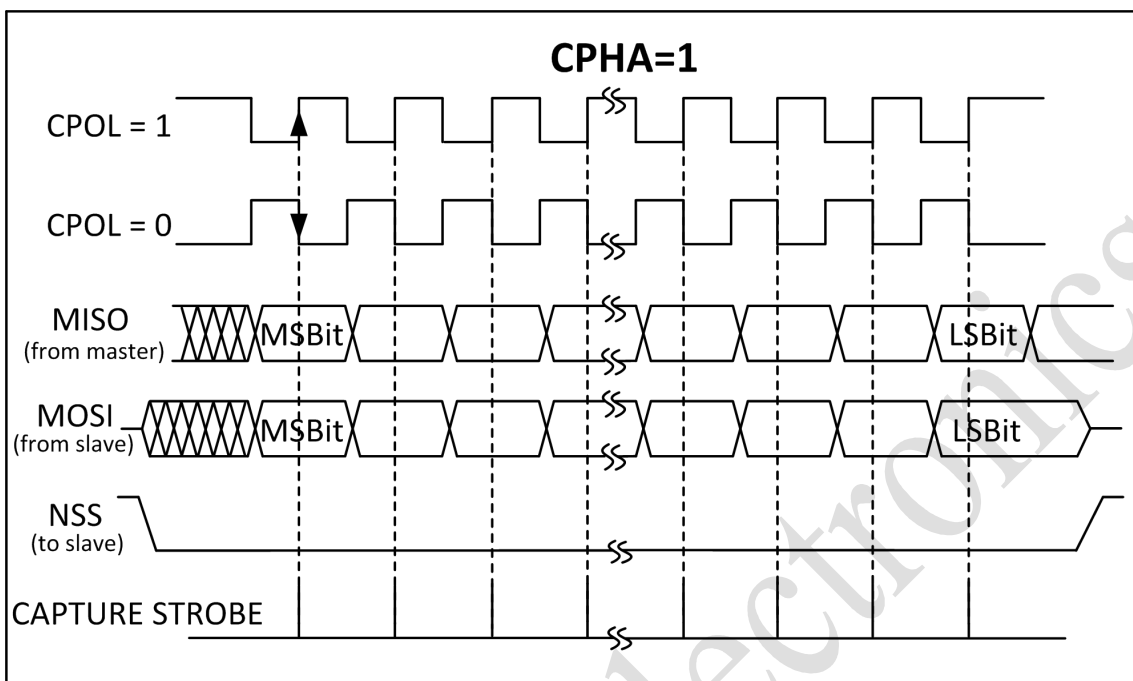 CPHA=1
CPOL = 1
CPOL = 0
MISO
(from master)
MSBit
LSBit
MOSI
(from slave)
MSBit
LSBit
NSS
(to slave)
CAPTURE STROBE
lectronics